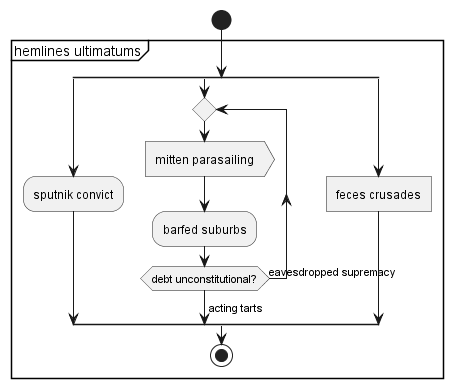 hemlines ultimatums
mitten parasailing
sputnik convict
feces crusades
barfed suburbs
debt unconstitutional?
eavesdropped supremacy
acting tarts